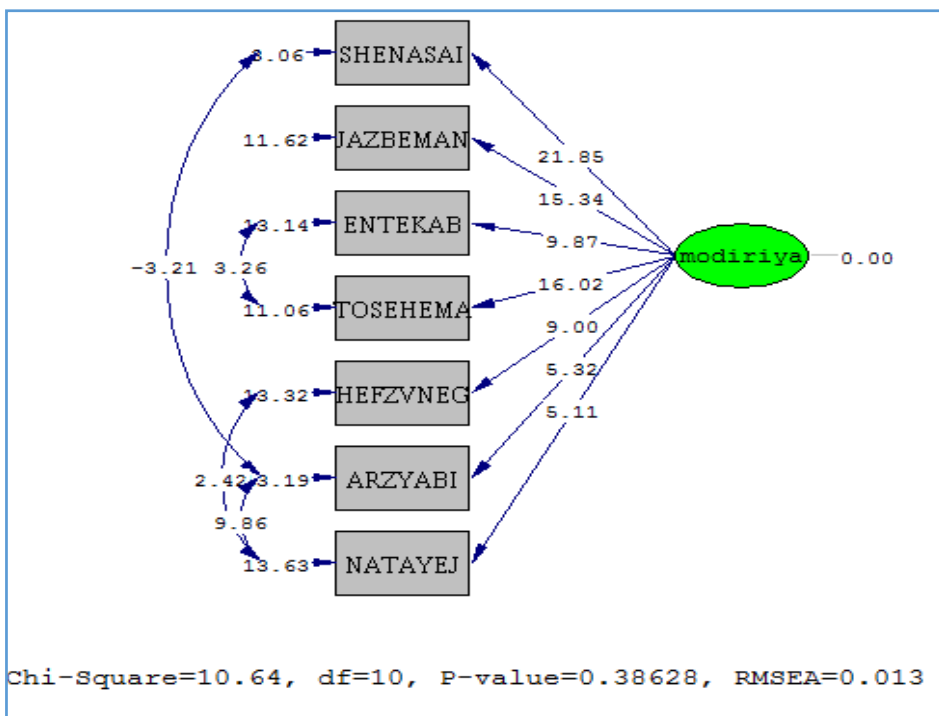 8.06 SHENASAI
11.62 JAZBEMAN
21.85
15.34
13.14 ENTEKAB
9.87
modiriya 0.00
-3.21 3.26
16.02
11.06 TOSEHEMA
9.00
5.32
13.32 HEFZVNEG
5.11
2.42 3.19 ARZYABI
9.86
13.63 NATAYEJ
Chi-Square=10.64, df=10, P-value=0.38628, RMSEA=0.013